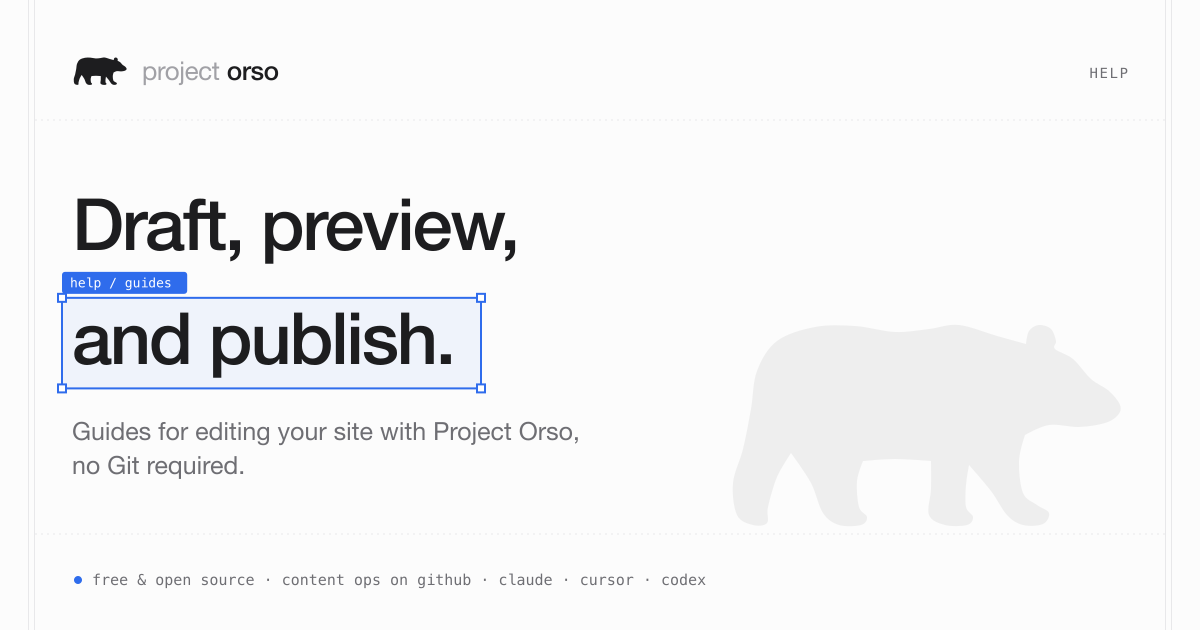 project orso
HELP
Draft, preview,
help / guides
and publish.
Guides for editing your site with Project Orso,
no Git required.
free & open source · content ops on github · claude · cursor · codex